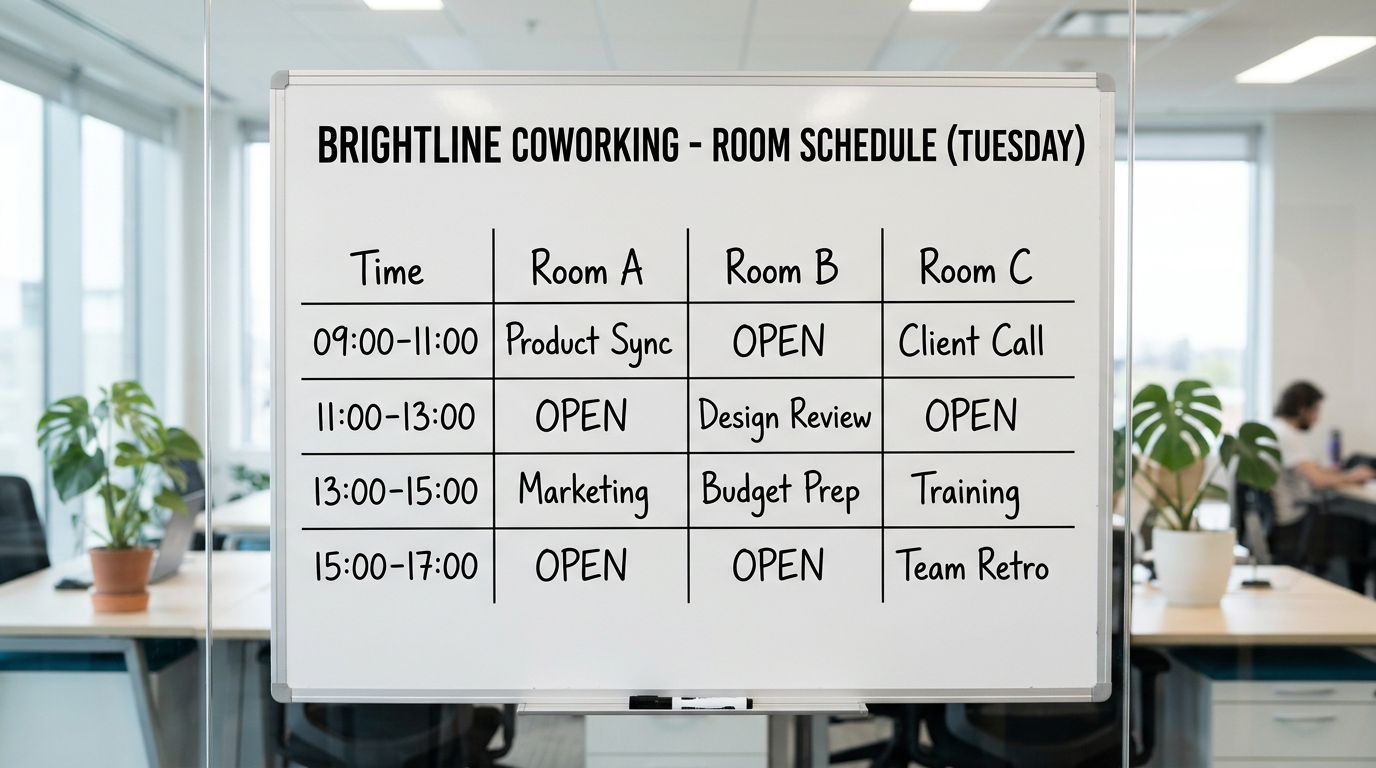 BRIGHTLINE COWORKING - ROOM SCHEDULE (TUESDAY)
Time Room A Room B Room C
09:00-11:00 Product Sync OPEN Client Call
11:00-13:00 OPEN Design Review OPEN
13:00-15:00 Marketing Budget Prep Training
15:00-17:00 OPEN OPEN Team Retro